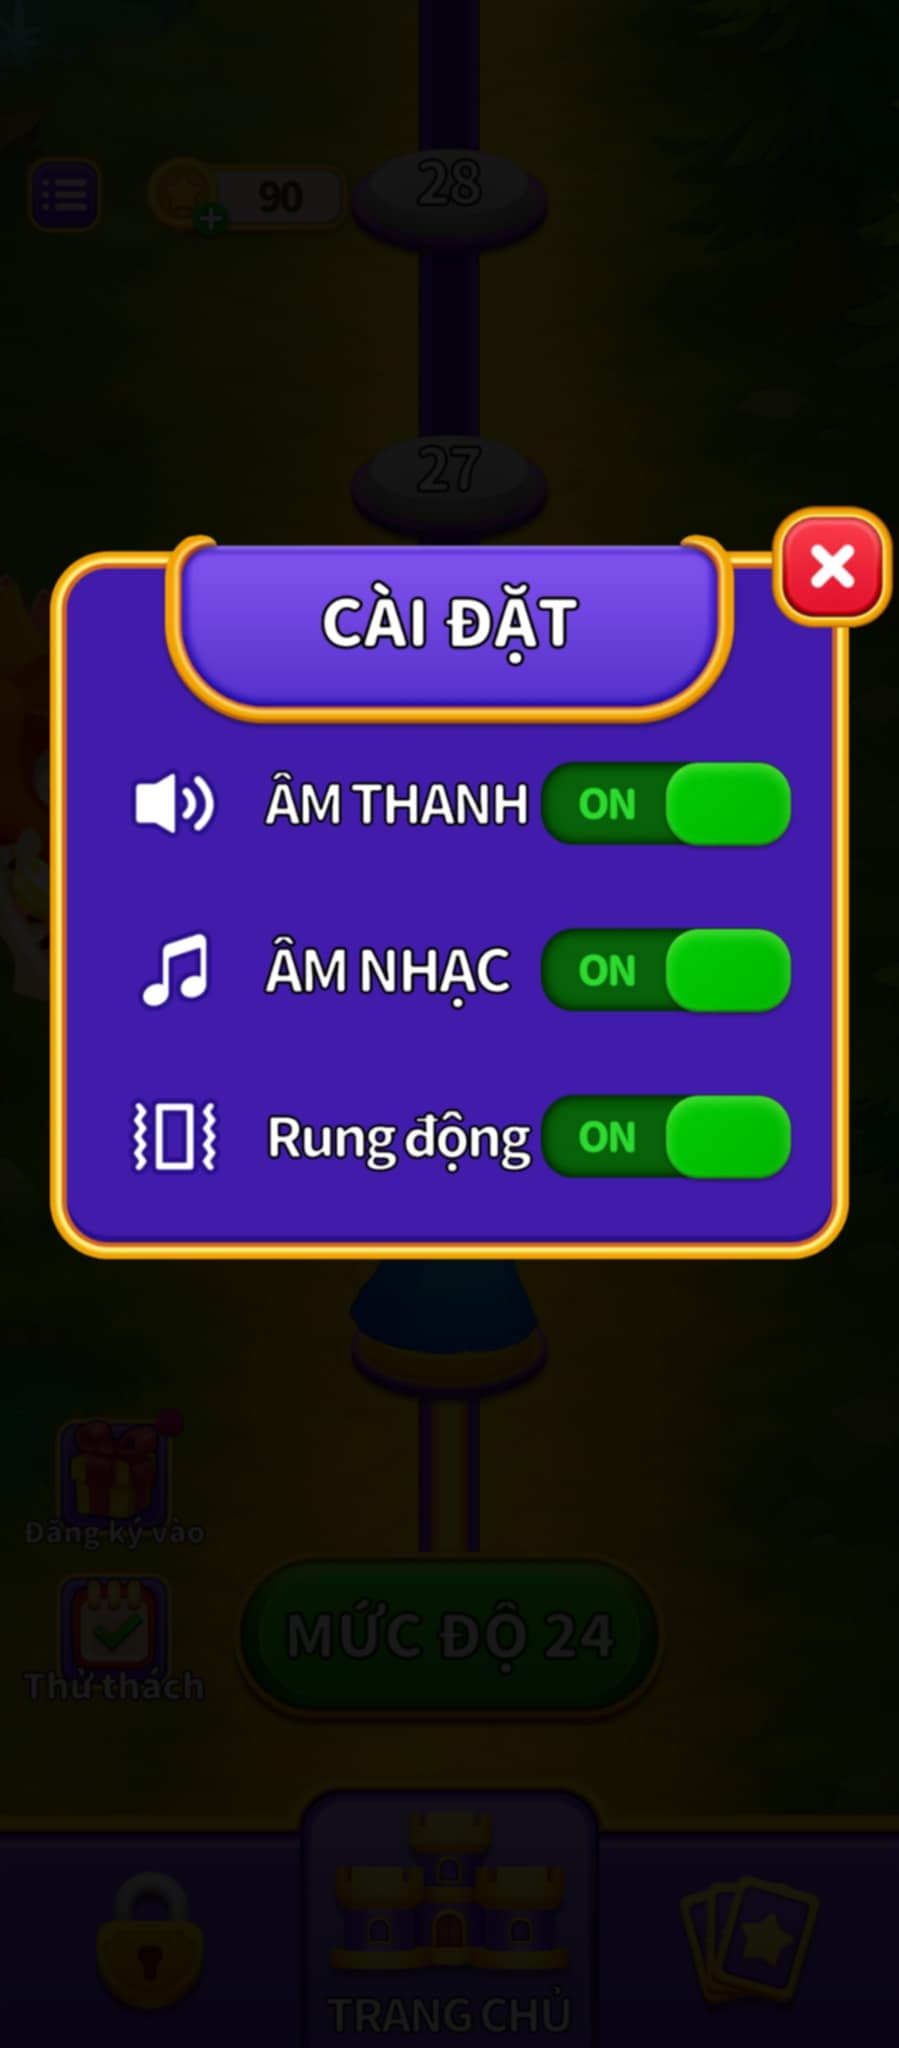 90
28
27
CÀI ĐẶT
ÂM THANH ON
ÂM NHẠC ON
Rung động ON
Đăng ký vào
Thử thách
MỨC ĐỘ 24
TRANG CHỦ